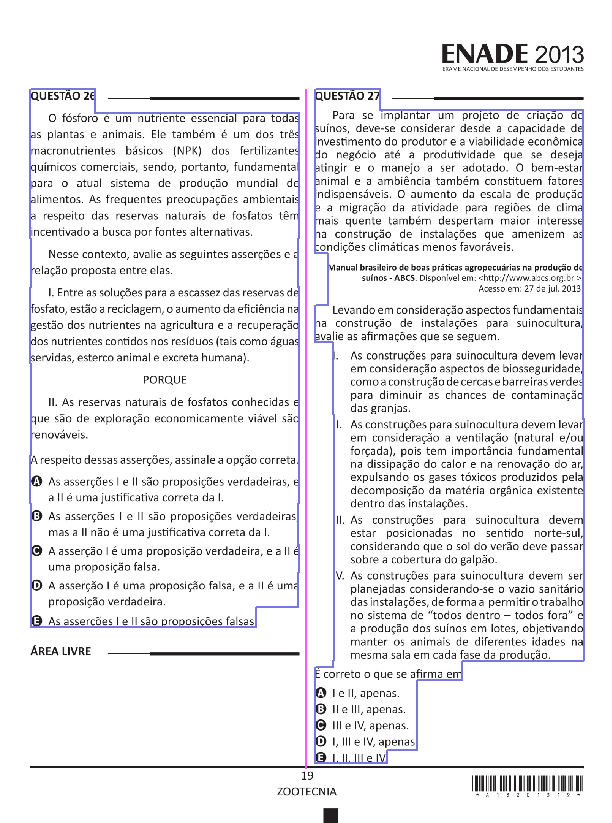 ENADE 2013
EXAME NACIONAL DE DESEMPENHO DOS ESTUDANTES
QUESTÃO 26
O fósforo é um nutriente essencial para todas
as plantas e animais. Ele também é um dos três
macronutrientes básicos (NPK) dos fertilizantes
químicos comerciais, sendo, portanto, fundamental
para o atual sistema de produção mundial de
alimentos. As frequentes preocupações ambientais
a respeito das reservas naturais de fosfatos têm
incentivado a busca por fontes alternativas.
Nesse contexto, avalie as seguintes asserções e a
relação proposta entre elas.
I. Entre as soluções para a escassez das reservas de
fosfato, estão a reciclagem, o aumento da eficiência na
gestão dos nutrientes na agricultura e a recuperação
dos nutrientes contidos nos resíduos (tais como águas
servidas, esterco animal e excreta humana).
PORQUE
II. As reservas naturais de fosfatos conhecidas e
que são de exploração economicamente viável são
renováveis.
A respeito dessas asserções, assinale a opção correta.
A As asserções I e II são proposições verdadeiras, e
a II é uma justificativa correta da I.
B As asserções I e II são proposições verdadeiras
mas a II não é uma justificativa correta da I.
C A asserção I é uma proposição verdadeira, e a II é
uma proposição falsa.
D A asserção I é uma proposição falsa, e a II é uma
proposição verdadeira.
E As asserções I e II são proposições falsas
ÁREA LIVRE
QUESTÃO 27
Para se implantar um projeto de criação de
suínos, deve-se considerar desde a capacidade de
investimento do produtor e a viabilidade econômica
do negócio até a produtividade que se deseja
atingir e o manejo a ser adotado. O bem-estar
animal e a ambiência também constituem fatores
indispensáveis. O aumento da escala de produção
e a migração da atividade para regiões de clima
mais quente também despertam maior interesse
na construção de instalações que amenizem as
condições climáticas menos favoráveis.
Manual brasileiro de boas práticas agropecuárias na produção de
suínos - ABCS. Disponível em: <http://www.abcs.org.br >
Acesso em: 27 de jul. 2013
Levando em consideração aspectos fundamentais
na construção de instalações para suinocultura,
avalie as afirmações que se seguem.
I. As construções para suinocultura devem levar
em consideração aspectos de biosseguridade,
como a construção de cercas e barreiras verdes
para diminuir as chances de contaminação
das granjas.
I. As construções para suinocultura devem levar
em consideração a ventilação (natural e/ou
forçada), pois tem importância fundamental
na dissipação do calor e na renovação do ar,
expulsando os gases tóxicos produzidos pela
decomposição da matéria orgânica existente
dentro das instalações.
II. As construções para suinocultura devem
estar posicionadas no sentido norte-sul,
considerando que o sol do verão deve passar
sobre a cobertura do galpão.
V. As construções para suinocultura devem ser
planejadas considerando-se o vazio sanitário
das instalações, de forma a permitir o trabalho
no sistema de "todos dentro – todos fora" e
a produção dos suínos em lotes, objetivando
manter os animais de diferentes idades na
mesma sala em cada fase da produção.
É correto o que se afirma em
A I e II, apenas.
B II e III, apenas.
C III e IV, apenas.
D I, III e IV, apenas
E I, II, III e IV
19
ZOOTECNIA